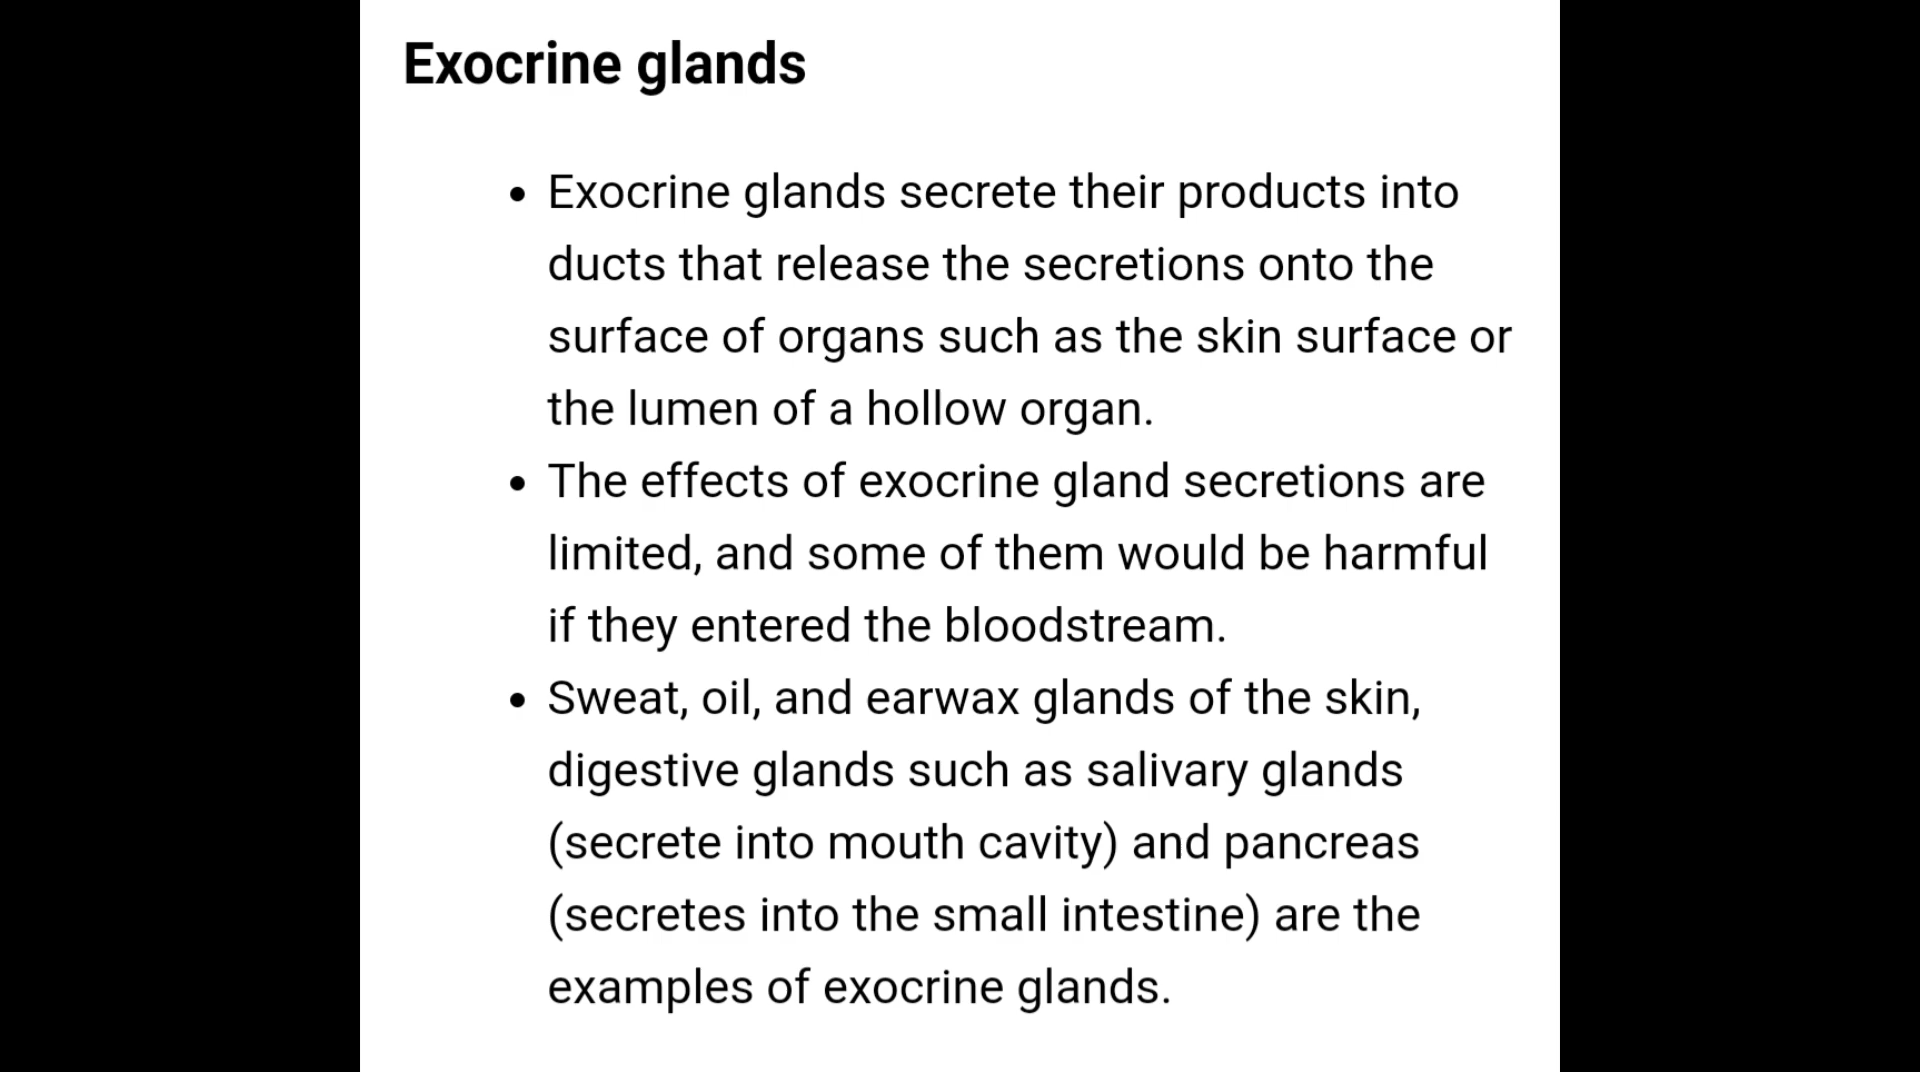 Exocrine glands
• Exocrine glands secrete their products into
ducts that release the secretions onto the
surface of organs such as the skin surface or
the lumen of a hollow organ.
• The effects of exocrine gland secretions are
limited, and some of them would be harmful
if they entered the bloodstream.
• Sweat, oil, and earwax glands of the skin,
digestive glands such as salivary glands
(secrete into mouth cavity) and pancreas
(secretes into the small intestine) are the
examples of exocrine glands.